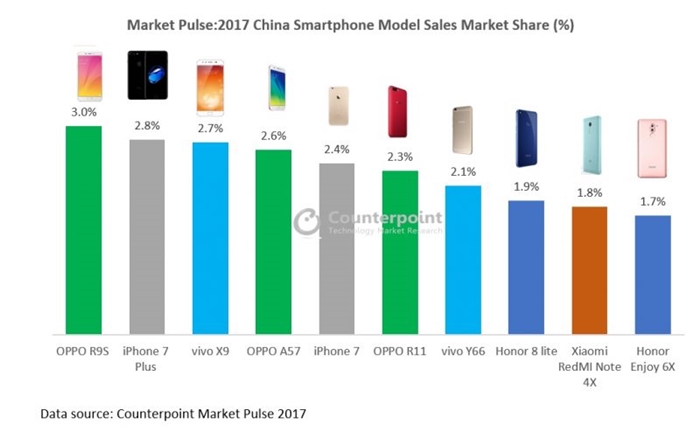 Market Pulse:2017 China Smartphone Model Sales Market Share (%)
3.0%
2.8%
2.7%
2.6%
2.4%
2.3%
2.1%
1.9%
1.8%
1.7%
Counterpoint
Technology Market Research
OPPO R9S
iPhone 7
Plus
vivo X9
OPPO A57
iPhone 7
OPPO R11
vivo Y66
Honor 8 lite
Xiaomi
RedMI Note
4X
Honor
Enjoy 6X
Data source: Counterpoint Market Pulse 2017